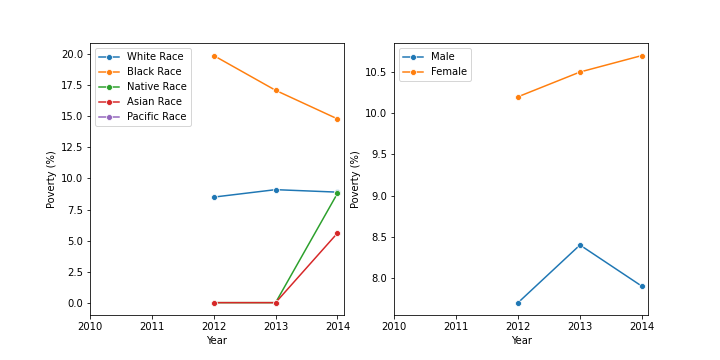 20.0
17.5
15.0
12.5
10.0
7.5
5.0
2.5
0.0
Poverty (%)
White Race
Black Race
Native Race
Asian Race
Pacific Race
2010 2011 2012 2013 2014
Year
10.5
10.0
9.5
9.0
8.5
8.0
Poverty (%)
Male
Female
2010 2011 2012 2013 2014
Year